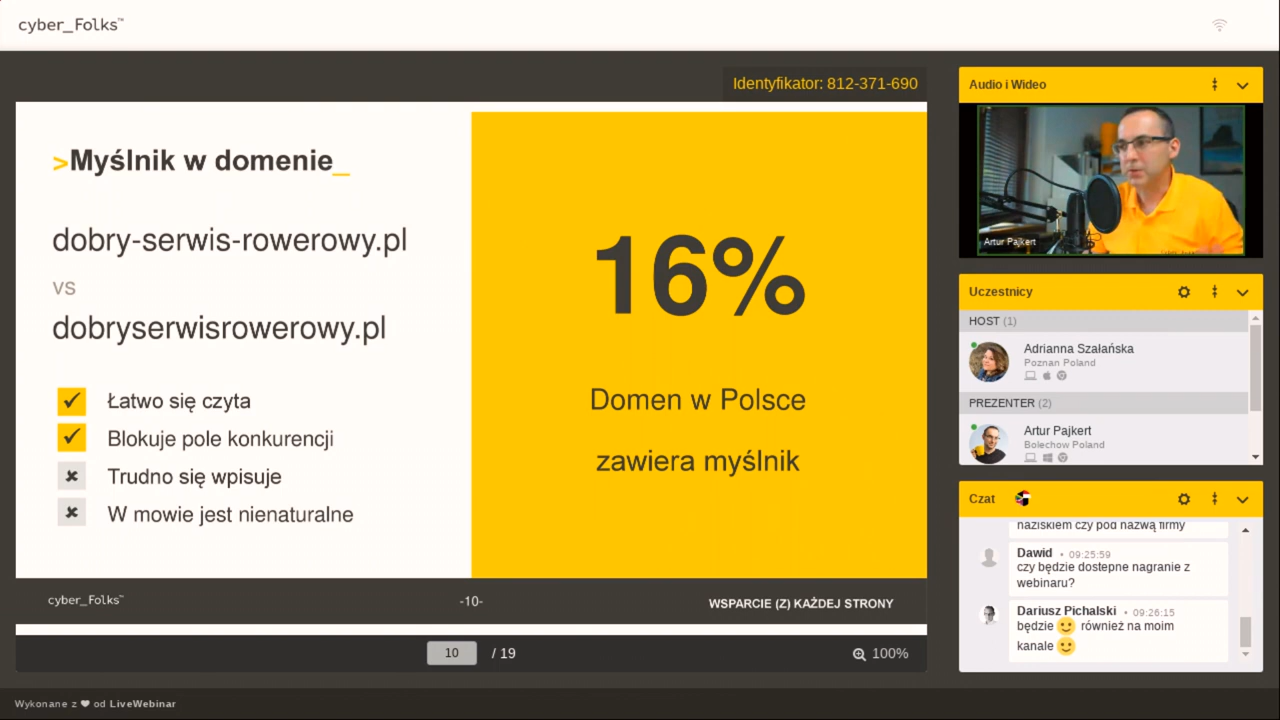 cyber_Folks™
Identyfikator: 812-371-690
>Myślnik w domenie_
dobry-serwis-rowerowy.pl
vs
dobryserwisrowerowy.pl
Łatwo się czyta
Blokuje pole konkurencji
Trudno się wpisuje
W mowie jest nienaturalne
16%
Domen w Polsce
zawiera myślnik
cyber_Folks™
-10-
WSPARCIE (Z) KAŻDEJ STRONY
10 / 19
100%
Audio i Wideo
Artur Pajkert
Uczestnicy
HOST (1)
Adrianna Szałańska
Poznan Poland
PREZENTER (2)
Artur Pajkert
Bolechow Poland
Czat
naziskiem czy pod nazwą firmy
Dawid • 09:25:59
czy będzie dostepne nagranie z
webinaru?
Dariusz Pichalski • 09:26:15
będzie 🙂 również na moim
kanale 🙂
Wykonane z ❤ od LiveWebinar